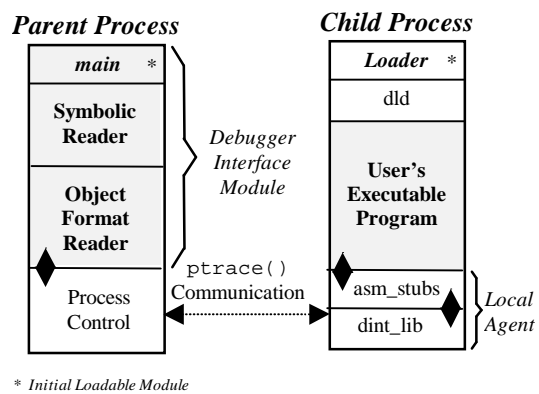 Parent Process
main *
Symbolic
Reader
Object
Format
Reader
Process
Control
Debugger
Interface
Module
ptrace()
Communication
Child Process
Loader *
dld
User's
Executable
Program
asm_stubs
dint_lib
Local
Agent
* Initial Loadable Module